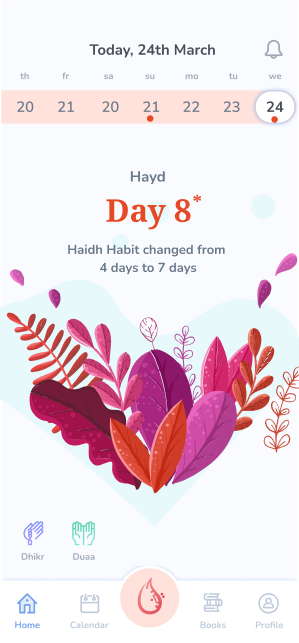 Today, 24th March
th fr sa su mo tu we
20 21 20 21 22 23 24
Hayd
Day 8*
Haidh Habit changed from
4 days to 7 days
Dhikr Duaa
Home Calendar Books Profile